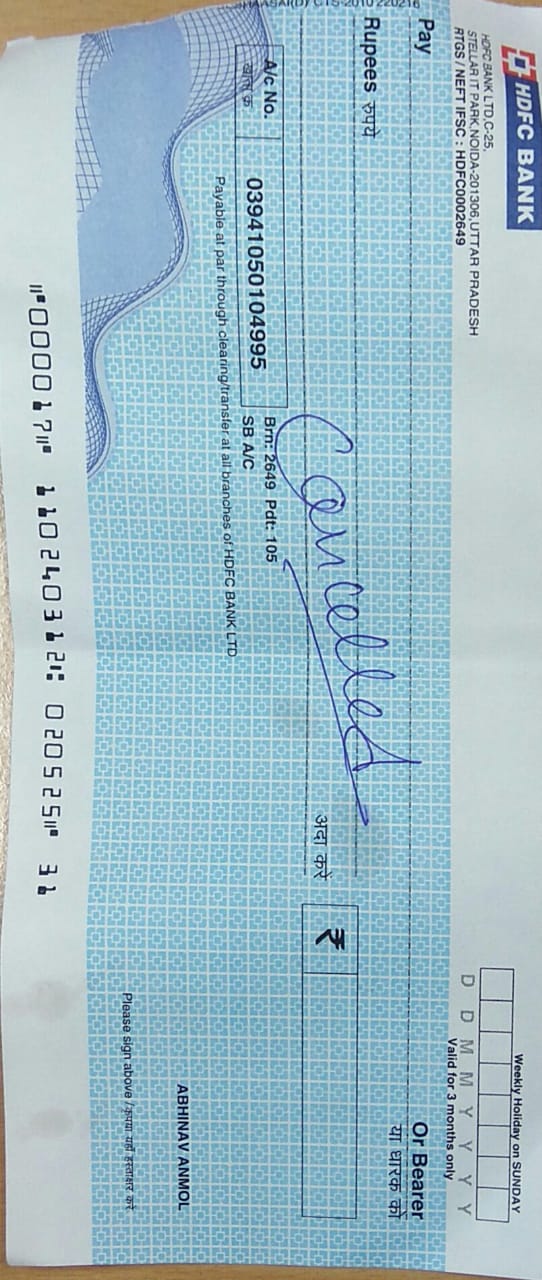 HDFC BANK
HDFC BANK LTD,C-25,
STELLAR IT PARK,NOIDA-201306,UTTAR PRADESH
RTGS / NEFT IFSC : HDFC0002649
Weekly Holiday on SUNDAY
D D M M Y Y Y Y
Valid for 3 months only
Pay
Or Bearer
या धारक को
Rupees रुपये
Cancelled
अदा करें
₹
A/c No.
खाता क्र.
03941050104995
Brn: 2649 Pdt: 105
SB A/C
Payable at par through clearing/transfer at all branches of HDFC BANK LTD
ABHINAV ANMOL
Please sign above / कृपया यहाँ हस्ताक्षर करें
CTS-2010 220216
⑈000017⑈ 110240312⑆ 020525⑈ 31